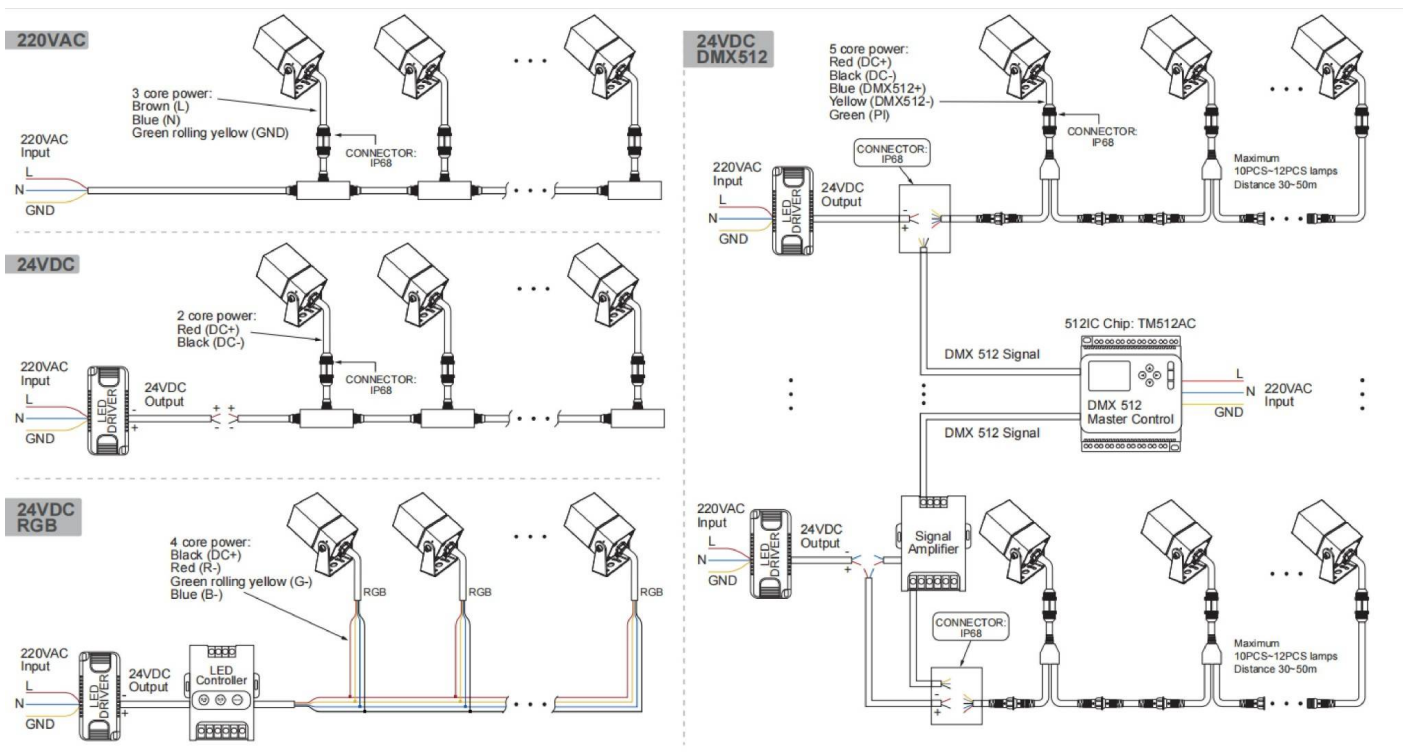 220VAC
3 core power:
Brown (L)
Blue (N)
Green rolling yellow (GND)
220VAC
Input
L
N
GND
CONNECTOR:
IP68
24VDC
2 core power:
Red (DC+)
Black (DC-)
CONNECTOR:
IP68
220VAC
Input
L
N
GND
LED
DRIVER
24VDC
Output
-
+
+ +
- -
24VDC
RGB
4 core power:
Black (DC+)
Red (R-)
Green rolling yellow (G-)
Blue (B-)
RGB
RGB
RGB
220VAC
Input
L
N
GND
LED
DRIVER
24VDC
Output
-
+
LED
Controller
24VDC
DMX512
5 core power:
Red (DC+)
Black (DC-)
Blue (DMX512+)
Yellow (DMX512-)
Green (PI)
CONNECTOR:
IP68
CONNECTOR:
IP68
Maximum
10PCS~12PCS lamps
Distance 30~50m
220VAC
Input
L
N
GND
LED
DRIVER
24VDC
Output
-
+
512IC Chip: TM512AC
DMX 512 Signal
DMX 512
Master Control
L
N
GND
220VAC
Input
DMX 512 Signal
220VAC
Input
L
N
GND
LED
DRIVER
24VDC
Output
-
+
Signal
Amplifier
CONNECTOR:
IP68
-
+
Maximum
10PCS~12PCS lamps
Distance 30~50m